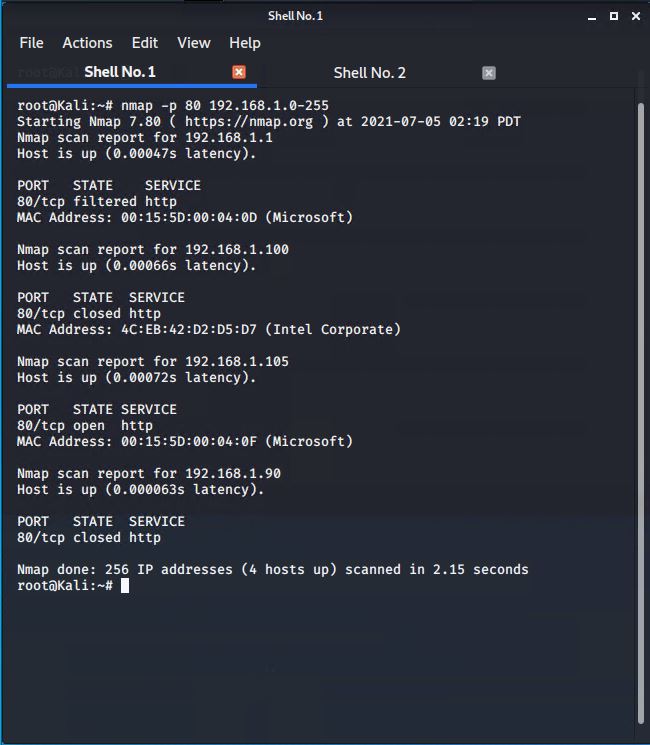 Shell No. 1
File Actions Edit View Help
Shell No. 1 Shell No. 2
root@Kali:~# nmap -p 80 192.168.1.0-255
Starting Nmap 7.80 ( https://nmap.org ) at 2021-07-05 02:19 PDT
Nmap scan report for 192.168.1.1
Host is up (0.00047s latency).
PORT   STATE    SERVICE
80/tcp filtered http
MAC Address: 00:15:5D:00:04:0D (Microsoft)
Nmap scan report for 192.168.1.100
Host is up (0.00066s latency).
PORT   STATE  SERVICE
80/tcp closed http
MAC Address: 4C:EB:42:D2:D5:D7 (Intel Corporate)
Nmap scan report for 192.168.1.105
Host is up (0.00072s latency).
PORT   STATE SERVICE
80/tcp open  http
MAC Address: 00:15:5D:00:04:0F (Microsoft)
Nmap scan report for 192.168.1.90
Host is up (0.000063s latency).
PORT   STATE  SERVICE
80/tcp closed http
Nmap done: 256 IP addresses (4 hosts up) scanned in 2.15 seconds
root@Kali:~#